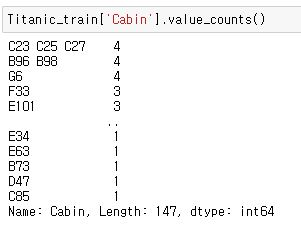 Titanic_train['Cabin'].value_counts()
C23 C25 C27    4
B96 B98        4
G6             4
F33            3
E101           3
..
E34            1
E63            1
B73            1
D47            1
C85            1
Name: Cabin, Length: 147, dtype: int64